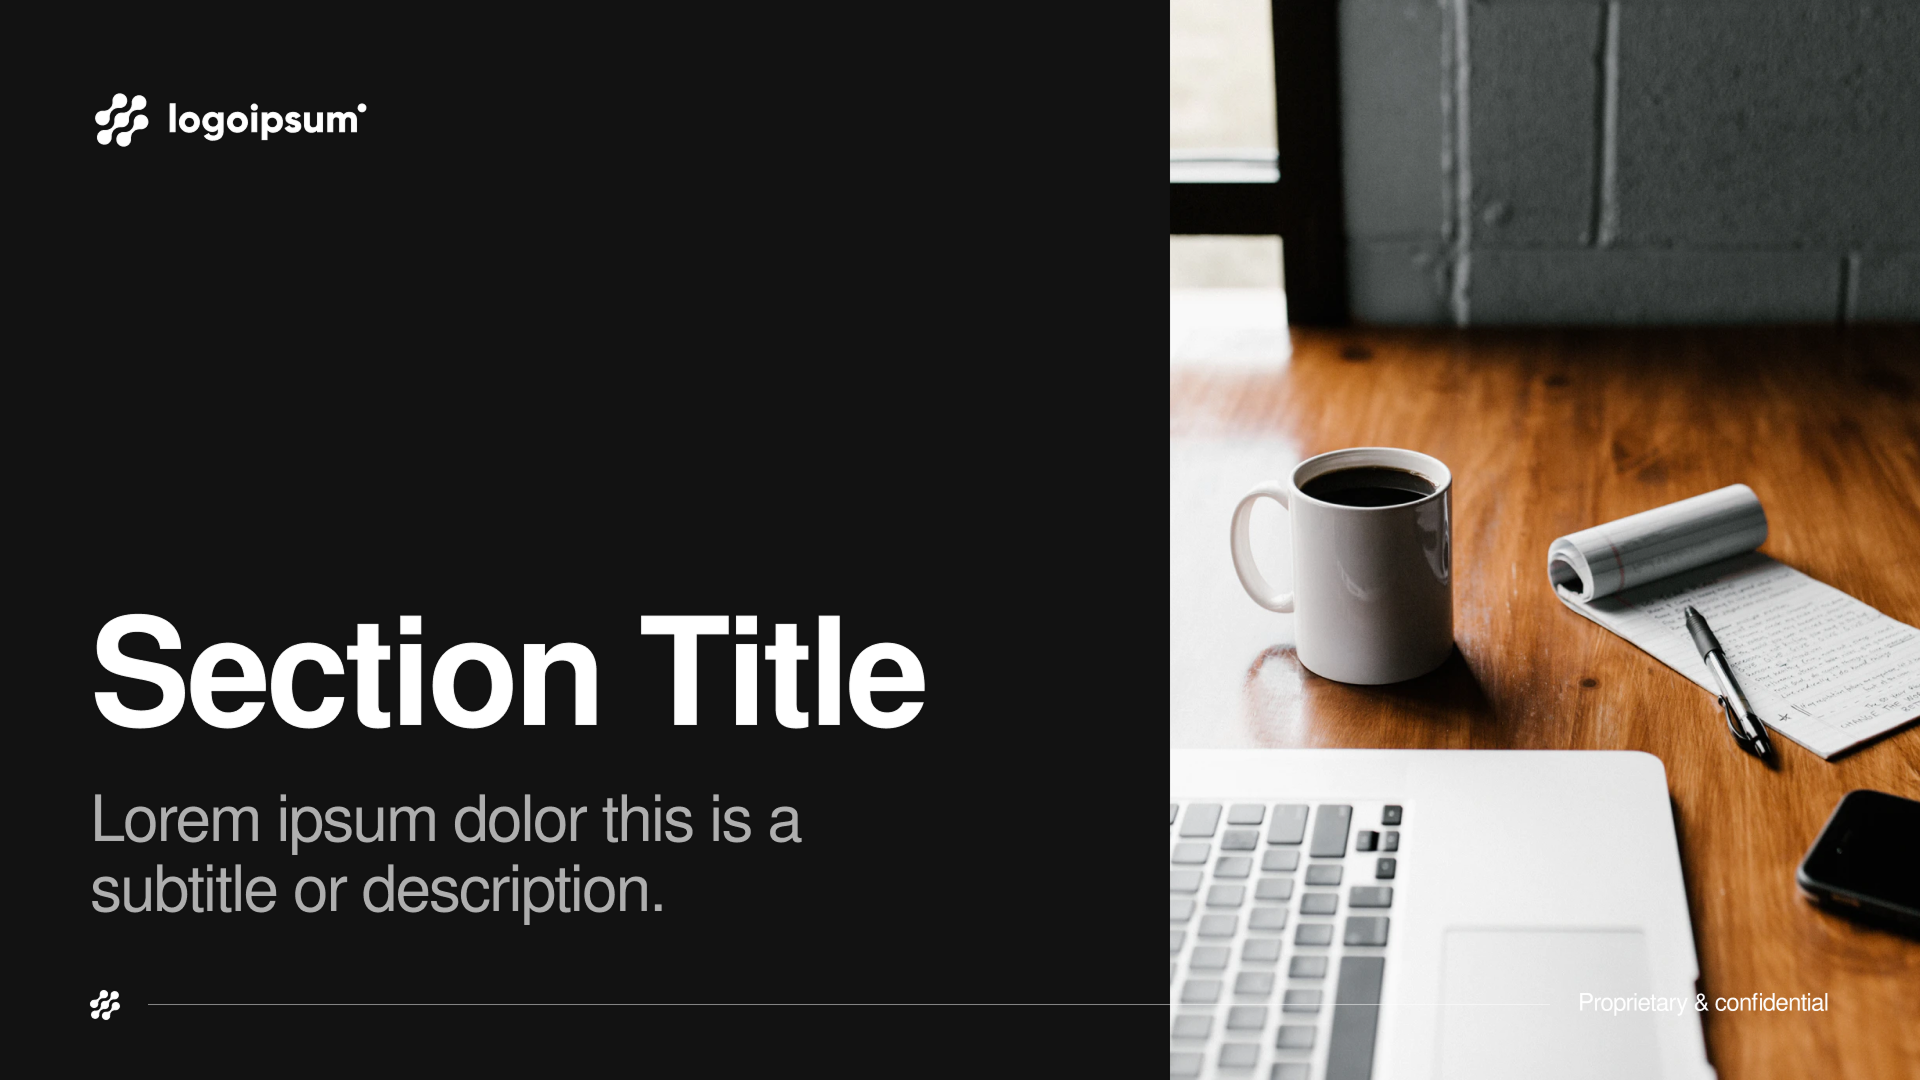 logoipsum
Section Title
Lorem ipsum dolor this is a
subtitle or description.
Proprietary & confidential